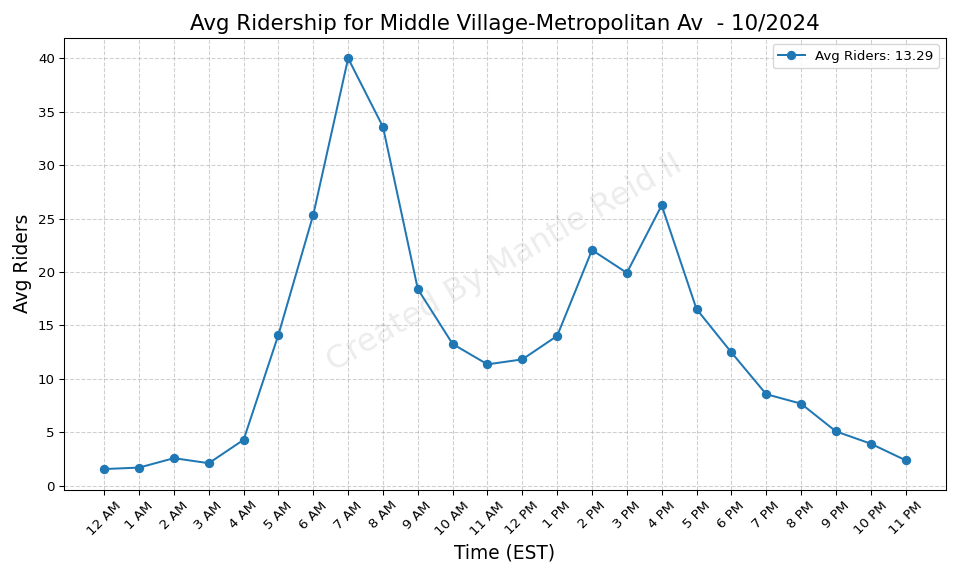 Avg Ridership for Middle Village-Metropolitan Av  - 10/2024
Avg Riders: 13.29
40
35
30
25
20
15
10
5
0
Avg Riders
Created By Mantle Reid II
12 AM
1 AM
2 AM
3 AM
4 AM
5 AM
6 AM
7 AM
8 AM
9 AM
10 AM
11 AM
12 PM
1 PM
2 PM
3 PM
4 PM
5 PM
6 PM
7 PM
8 PM
9 PM
10 PM
11 PM
Time (EST)